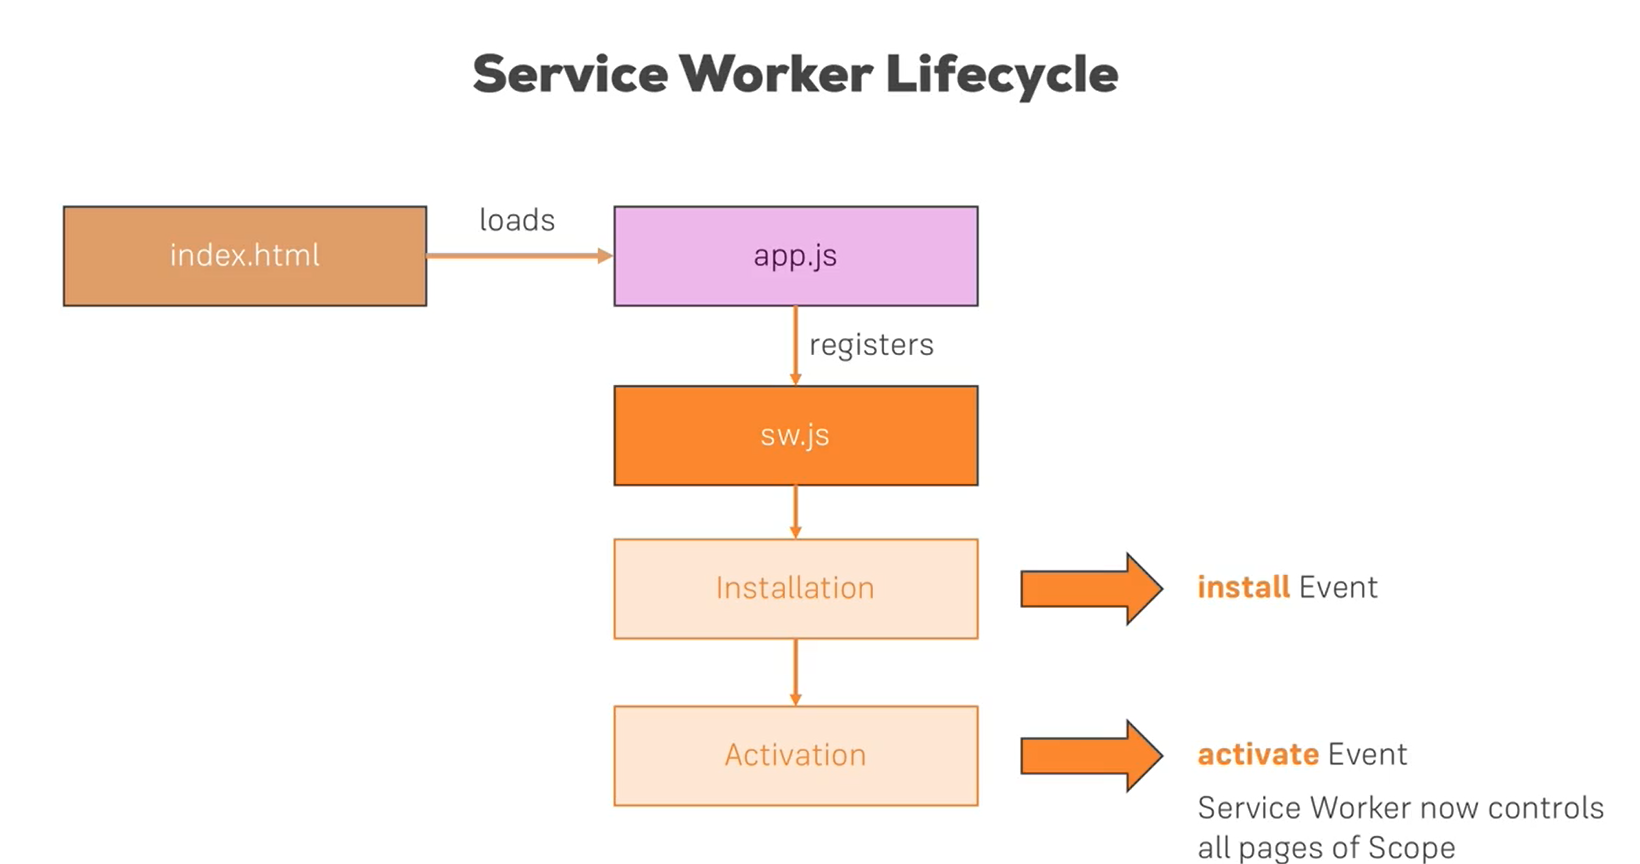 Service Worker Lifecycle
index.html
loads
app.js
registers
sw.js
Installation
install Event
Activation
activate Event
Service Worker now controls
all pages of Scope